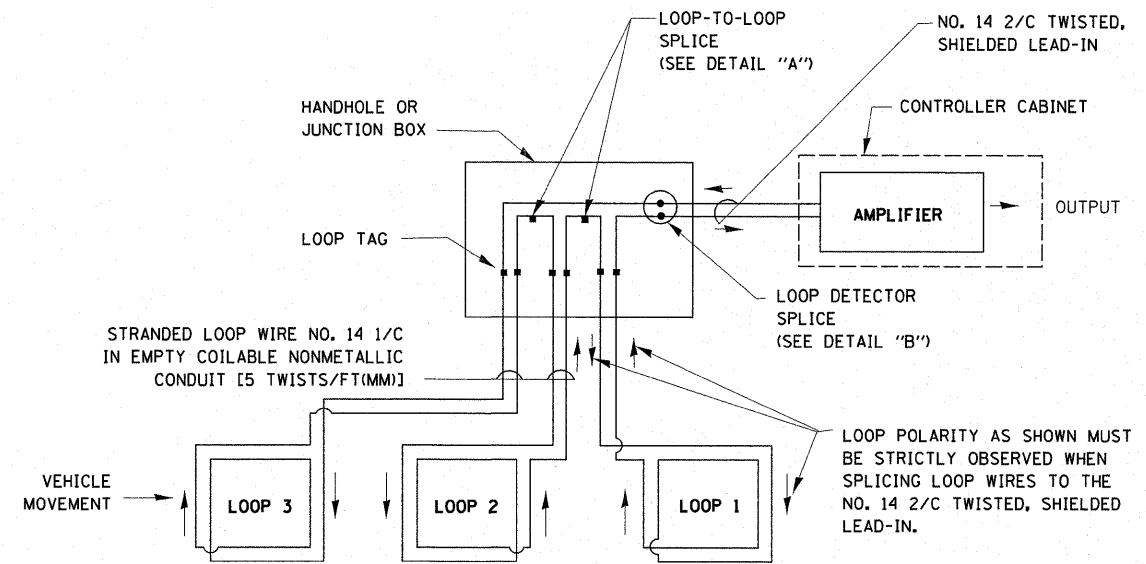 LOOP-TO-LOOP
SPLICE
(SEE DETAIL "A")
NO. 14 2/C TWISTED,
SHIELDED LEAD-IN
HANDHOLE OR
JUNCTION BOX
CONTROLLER CABINET
AMPLIFIER
OUTPUT
LOOP TAG
LOOP DETECTOR
SPLICE
(SEE DETAIL "B")
STRANDED LOOP WIRE NO. 14 1/C
IN EMPTY COILABLE NONMETALLIC
CONDUIT [5 TWISTS/FT(MM)]
LOOP POLARITY AS SHOWN MUST
BE STRICTLY OBSERVED WHEN
SPLICING LOOP WIRES TO THE
NO. 14 2/C TWISTED, SHIELDED
LEAD-IN.
VEHICLE
MOVEMENT
LOOP 3
LOOP 2
LOOP 1